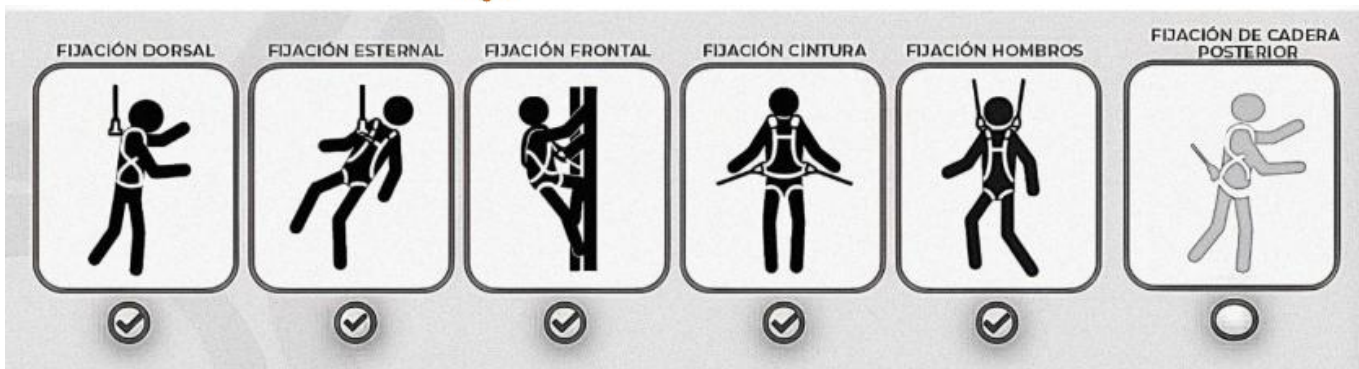 FIJACIÓN DORSAL
FIJACIÓN ESTERNAL
FIJACIÓN FRONTAL
FIJACIÓN CINTURA
FIJACIÓN HOMBROS
FIJACIÓN DE CADERA
POSTERIOR